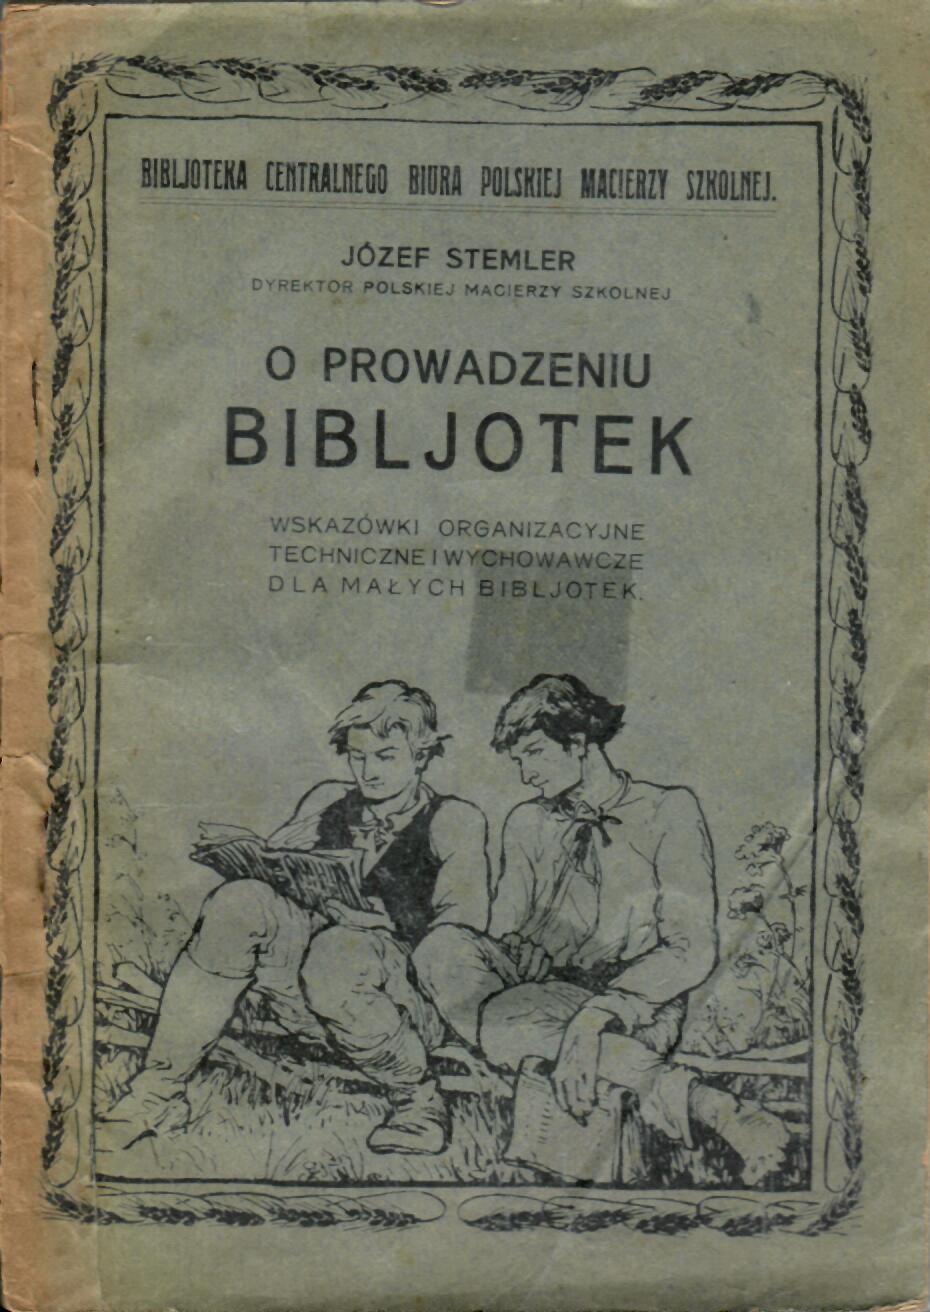 BIBLJOTEKA CENTRALNEGO BIURA POLSKIEJ MACIERZY SZKOLNEJ.
JÓZEF STEMLER
DYREKTOR POLSKIEJ MACIERZY SZKOLNEJ
O PROWADZENIU
BIBLJOTEK
WSKAZÓWKI ORGANIZACYJNE
TECHNICZNE I WYCHOWAWCZE
DLA MAŁYCH BIBLJOTEK.